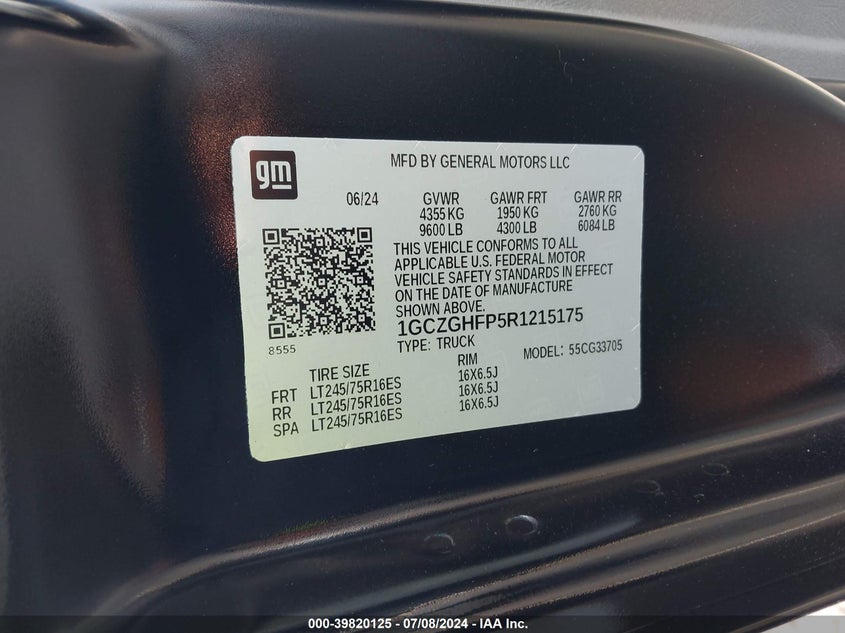 gm
MFD BY GENERAL MOTORS LLC
06/24 GVWR GAWR FRT GAWR RR
4355 KG 1950 KG 2760 KG
9600 LB 4300 LB 6084 LB
THIS VEHICLE CONFORMS TO ALL
APPLICABLE U.S. FEDERAL MOTOR
VEHICLE SAFETY STANDARDS IN EFFECT
ON THE DATE OF MANUFACTURE
SHOWN ABOVE.
1GCZGHFP5R1215175
8555
TYPE: TRUCK MODEL: 55CG33705
TIRE SIZE RIM
FRT LT245/75R16ES 16X6.5J
RR LT245/75R16ES 16X6.5J
SPA LT245/75R16ES 16X6.5J
000-39820125 - 07/08/2024 - IAA Inc.